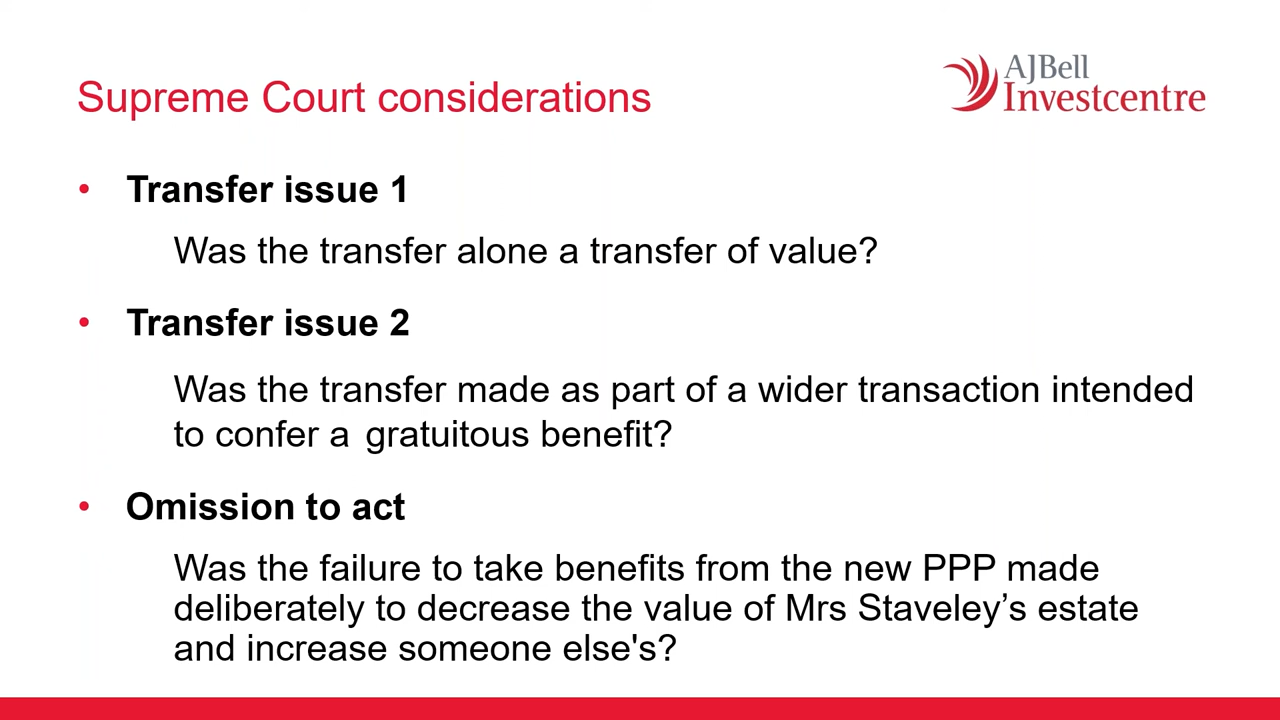 Supreme Court considerations
AJBell
Investcentre
• Transfer issue 1
Was the transfer alone a transfer of value?
• Transfer issue 2
Was the transfer made as part of a wider transaction intended
to confer a gratuitous benefit?
• Omission to act
Was the failure to take benefits from the new PPP made
deliberately to decrease the value of Mrs Staveley’s estate
and increase someone else's?